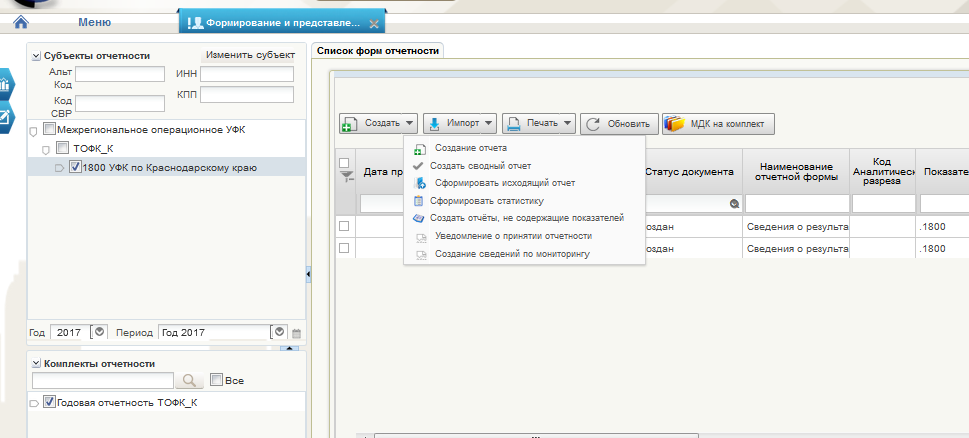 Меню
Формирование и представле...
Субъекты отчетности
Изменить субъект
Альт Код
ИНН
Код СВР
КПП
Межрегиональное операционное УФК
ТОФК_К
1800 УФК по Краснодарскому краю
Год 2017 Период Год 2017
Комплекты отчетности
Все
Годовая отчетность ТОФК_К
Список форм отчетности
Создать Импорт Печать Обновить МДК на комплект
Создание отчета
Создать сводный отчет
Сформировать исходящий отчет
Сформировать статистику
Создать отчёты, не содержащие показателей
Уведомление о принятии отчетности
Создание сведений по мониторингу
Дата пр
Статус документа
Наименование отчетной формы
Код Аналитическ разреза
Показате
оздан Сведения о результа .1800
оздан Сведения о результа .1800